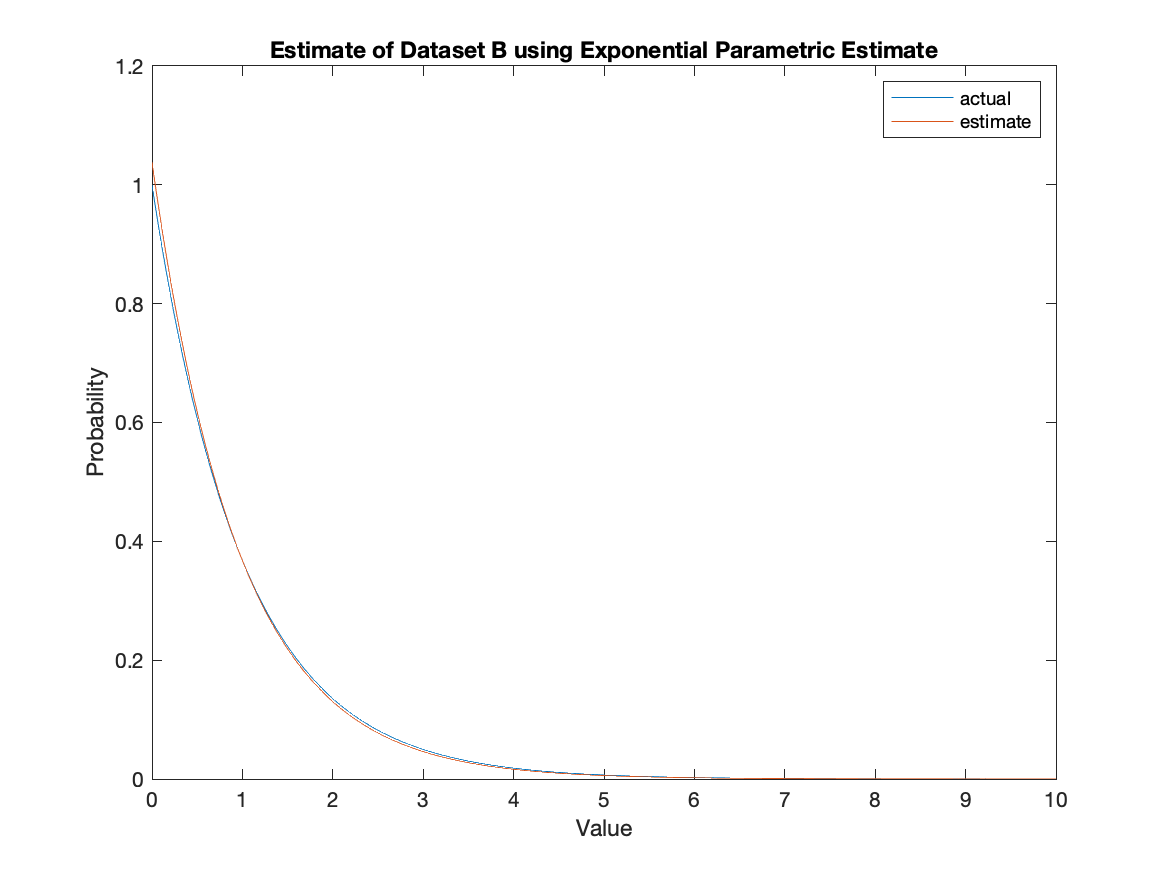 Estimate of Dataset B using Exponential Parametric Estimate
actual
estimate
1.2
1
0.8
0.6
0.4
0.2
0
Probability
0 1 2 3 4 5 6 7 8 9 10
Value